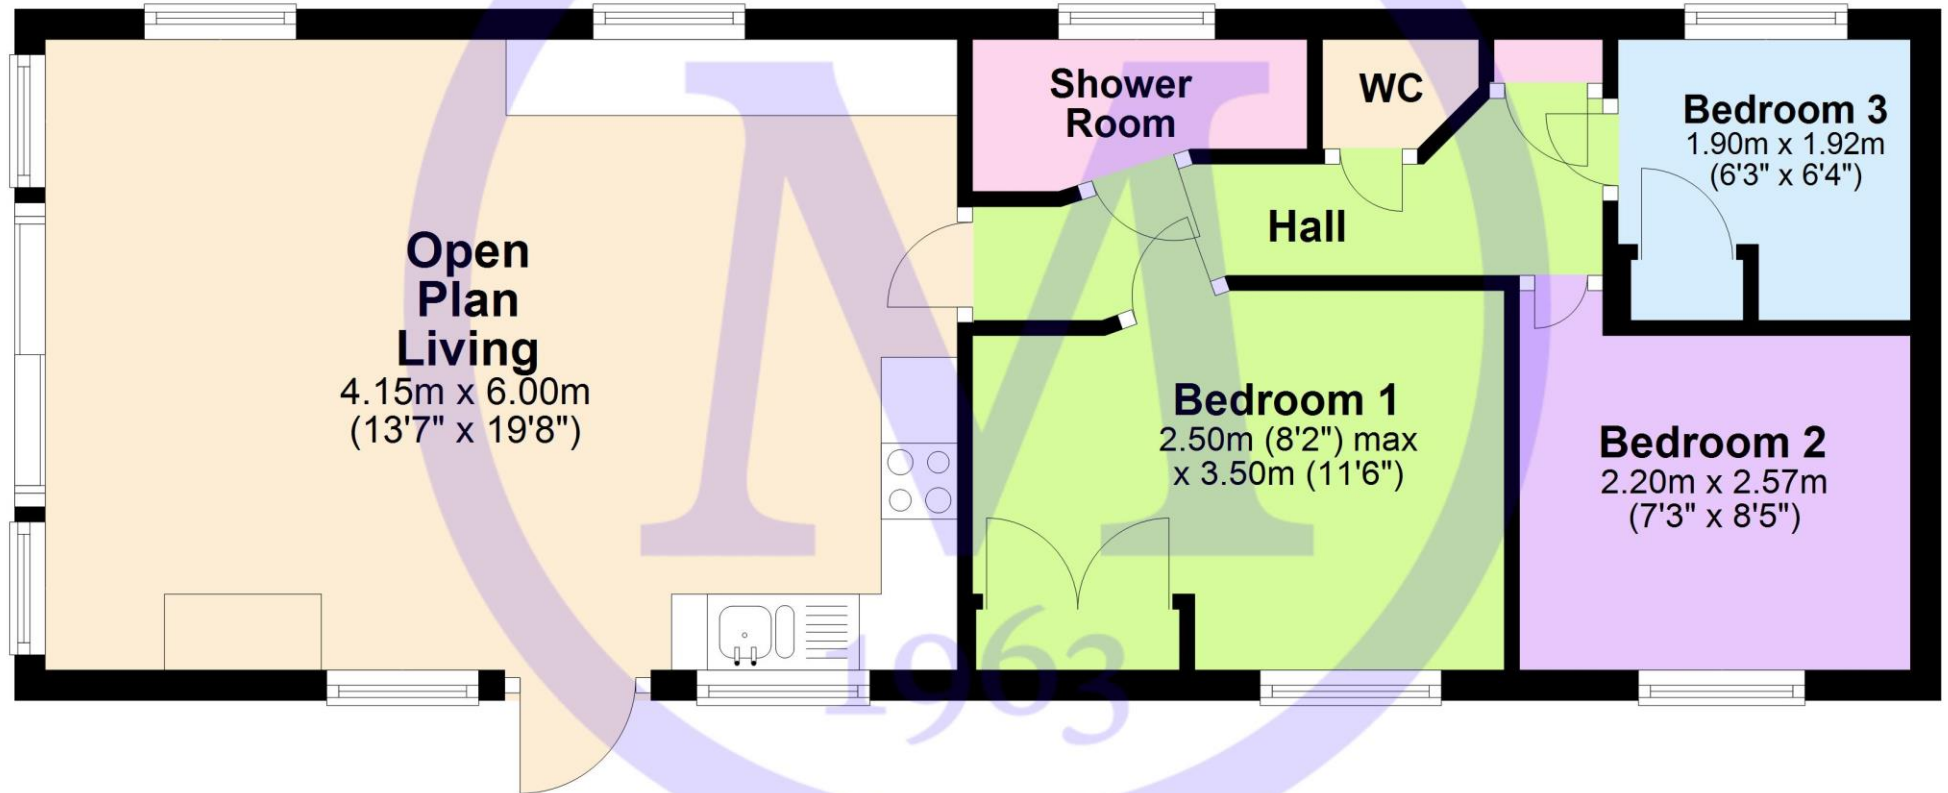 Open
Plan
Living
4.15m x 6.00m
(13'7" x 19'8")
Shower
Room
WC
Hall
Bedroom 3
1.90m x 1.92m
(6'3" x 6'4")
Bedroom 1
2.50m (8'2") max
x 3.50m (11'6")
Bedroom 2
2.20m x 2.57m
(7'3" x 8'5")
M
1963